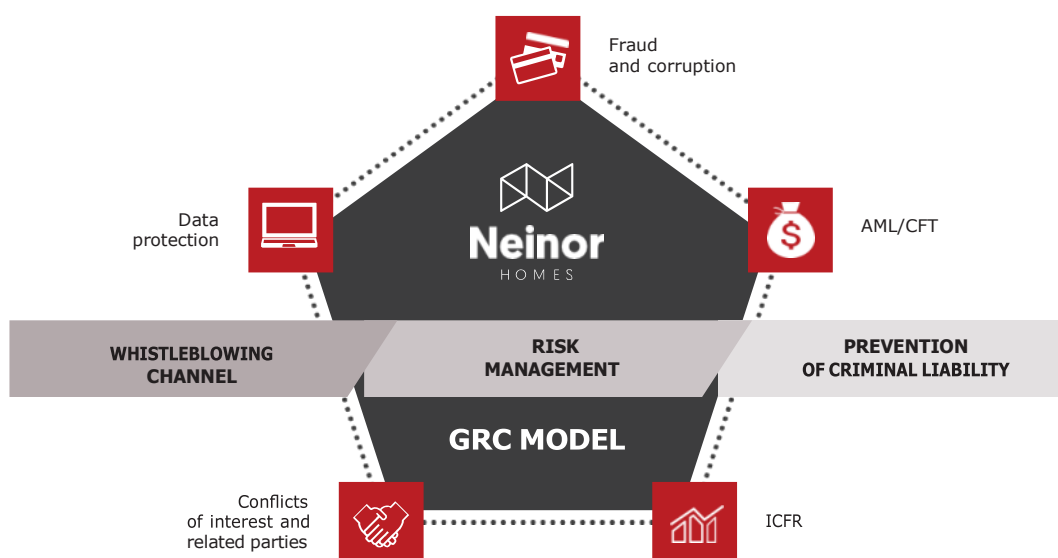 Fraud
and corruption
Data
protection
$
AML/CFT
Neinor
HOMES
WHISTLEBLOWING
CHANNEL
RISK
MANAGEMENT
PREVENTION
OF CRIMINAL LIABILITY
GRC MODEL
Conflicts
of interest and
related parties
ICFR